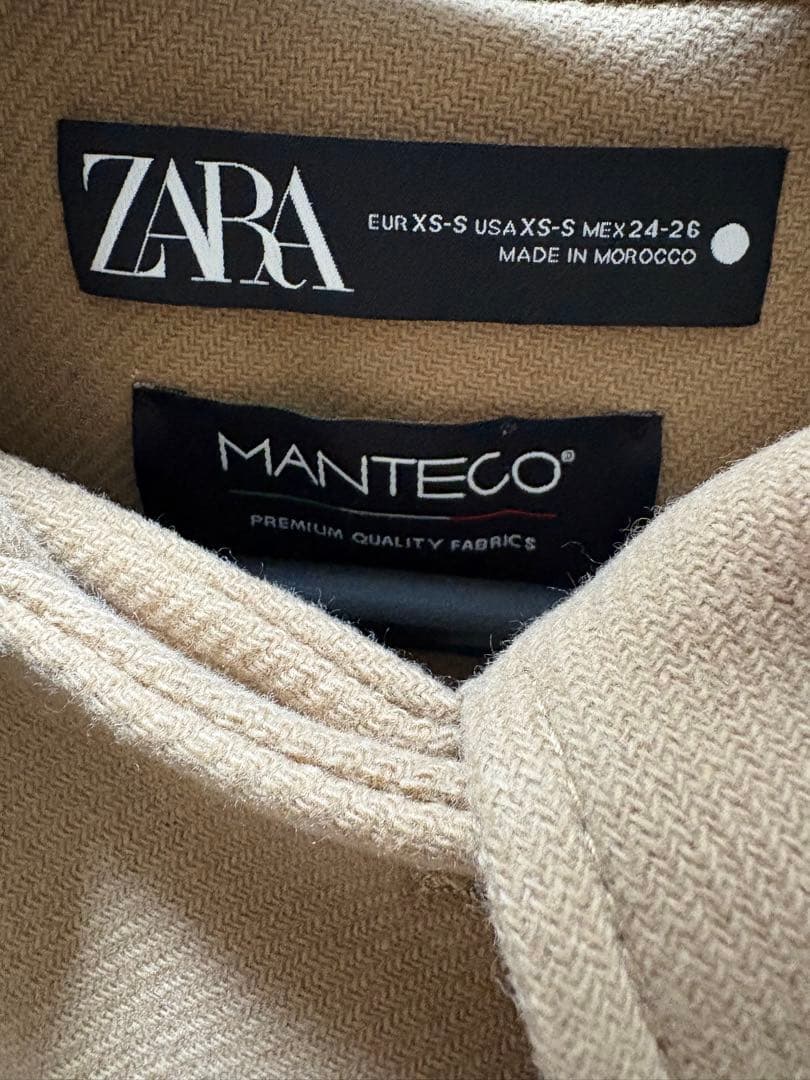 ZARA
EUR XS-S USA XS-S MEX 24-26
MADE IN MOROCCO
MANTECO®
PREMIUM QUALITY FABRICS